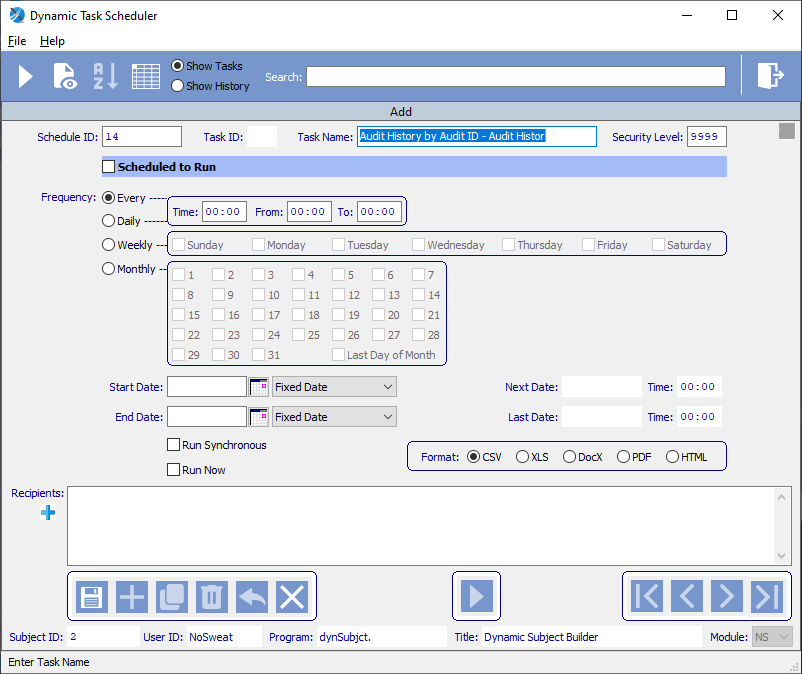 Dynamic Task Scheduler
File Help
Show Tasks
Show History
Search:
A
Z
Add
Schedule ID: 14 Task ID: Task Name: Audit History by Audit ID - Audit Histor Security Level: 9999
Scheduled to Run
Frequency: Every Time: 00:00 From: 00:00 To: 00:00
Daily
Weekly Sunday Monday Tuesday Wednesday Thursday Friday Saturday
Monthly 1 2 3 4 5 6 7
8 9 10 11 12 13 14
15 16 17 18 19 20 21
22 23 24 25 26 27 28
29 30 31 Last Day of Month
Start Date: Fixed Date Next Date: Time: 00:00
End Date: Fixed Date Last Date: Time: 00:00
Run Synchronous
Run Now
Format: CSV XLS DocX PDF HTML
Recipients:
Subject ID: 2 User ID: NoSweat Program: dynSubjct. Title: Dynamic Subject Builder Module: NS
Enter Task Name